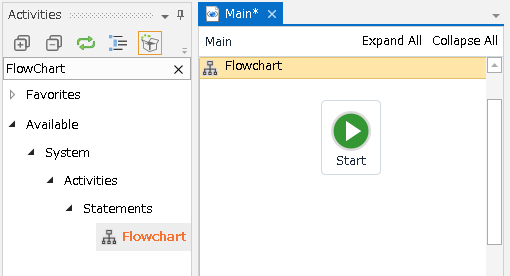 Activities
FlowChart
Favorites
Available
System
Activities
Statements
Flowchart
Main*
Main Expand All Collapse All
Flowchart
Start